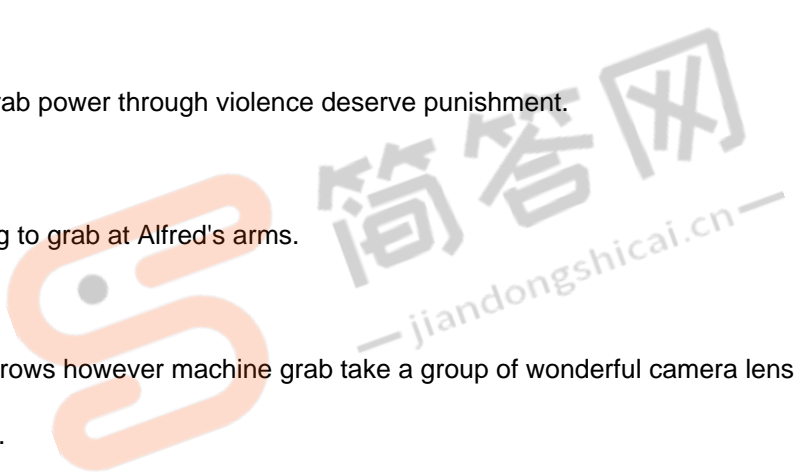 rab power through violence deserve punishment.
简答网
g to grab at Alfred's arms.
jiandongshicai.cn
rows however machine grab take a group of wonderful camera lens
.